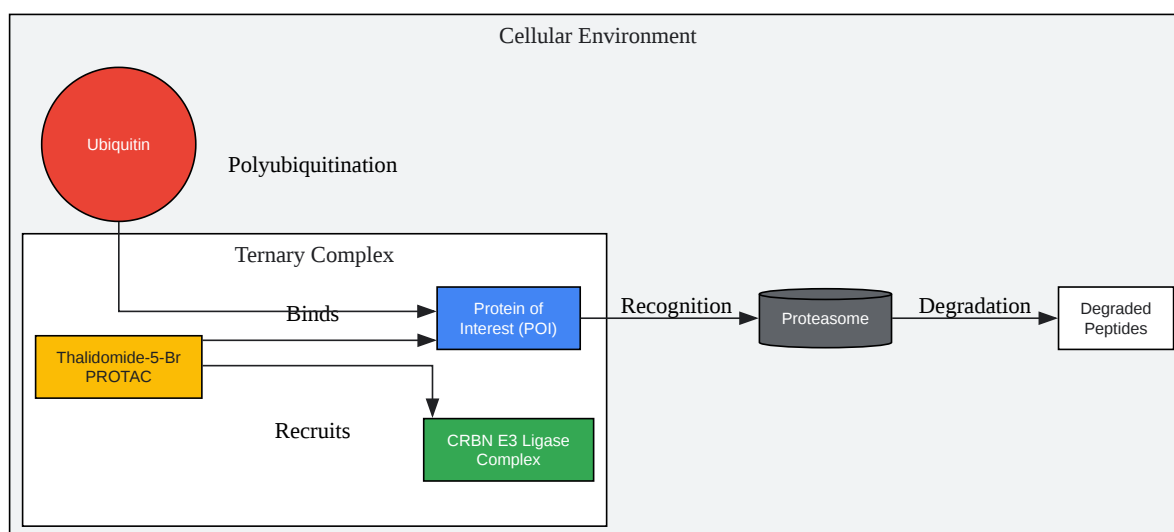 Cellular Environment
Ubiquitin
Polyubiquitination
Ternary Complex
Binds
Protein of
Interest (POI)
Recognition
Proteasome
Degradation
Degraded
Peptides
Thalidomide-5-Br
PROTAC
Recruits
CRBN E3 Ligase
Complex